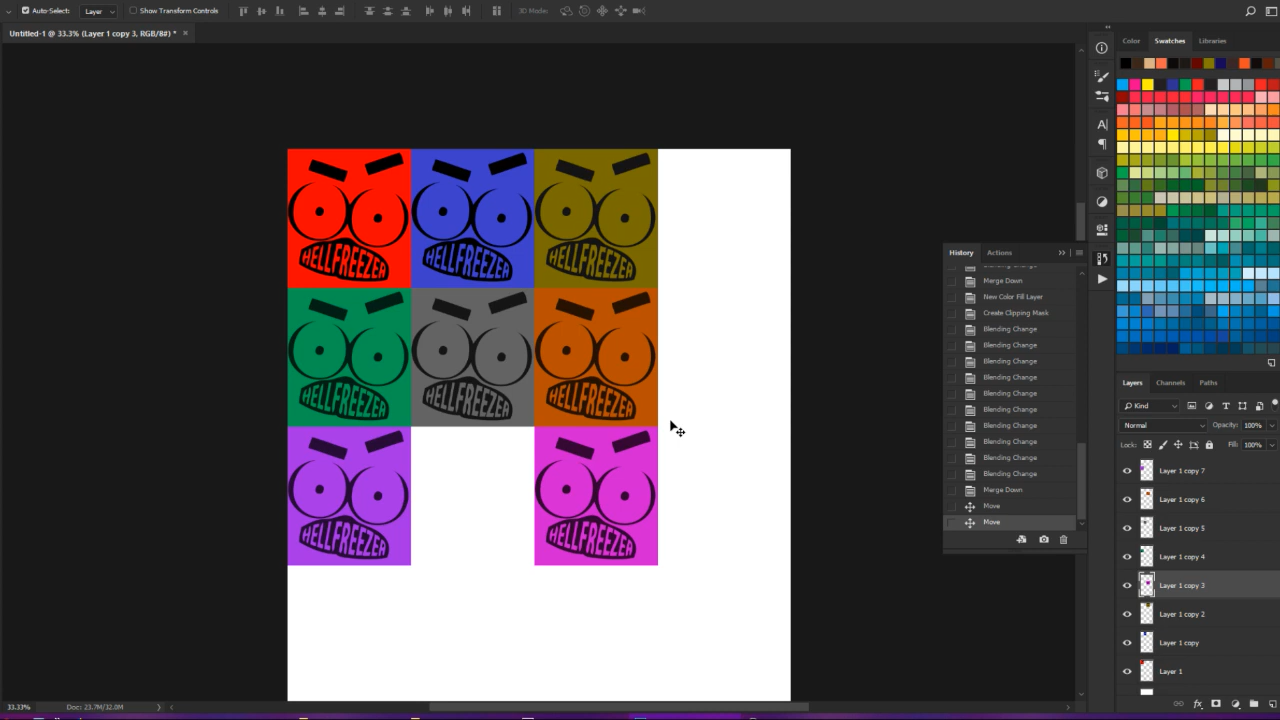 Auto-Select: Layer Show Transform Controls 3D Mode:
Untitled-1 @ 33.3% (Layer 1 copy 3, RGB/8#) * ×
Color Swatches Libraries
HELLFREEZER HELLFREEZER HELLFREEZER
HELLFREEZER HELLFREEZER HELLFREEZER
HELLFREEZER HELLFREEZER
History Actions
Merge Down
New Color Fill Layer
Create Clipping Mask
Blending Change
Blending Change
Blending Change
Blending Change
Blending Change
Blending Change
Blending Change
Blending Change
Blending Change
Blending Change
Merge Down
Move
Move
Layers Channels Paths
Kind
Normal Opacity: 100%
Lock: Fill: 100%
Layer 1 copy 7
Layer 1 copy 6
Layer 1 copy 5
Layer 1 copy 4
Layer 1 copy 3
Layer 1 copy 2
Layer 1 copy
Layer 1
33.33% Doc: 23.7M/32.0M